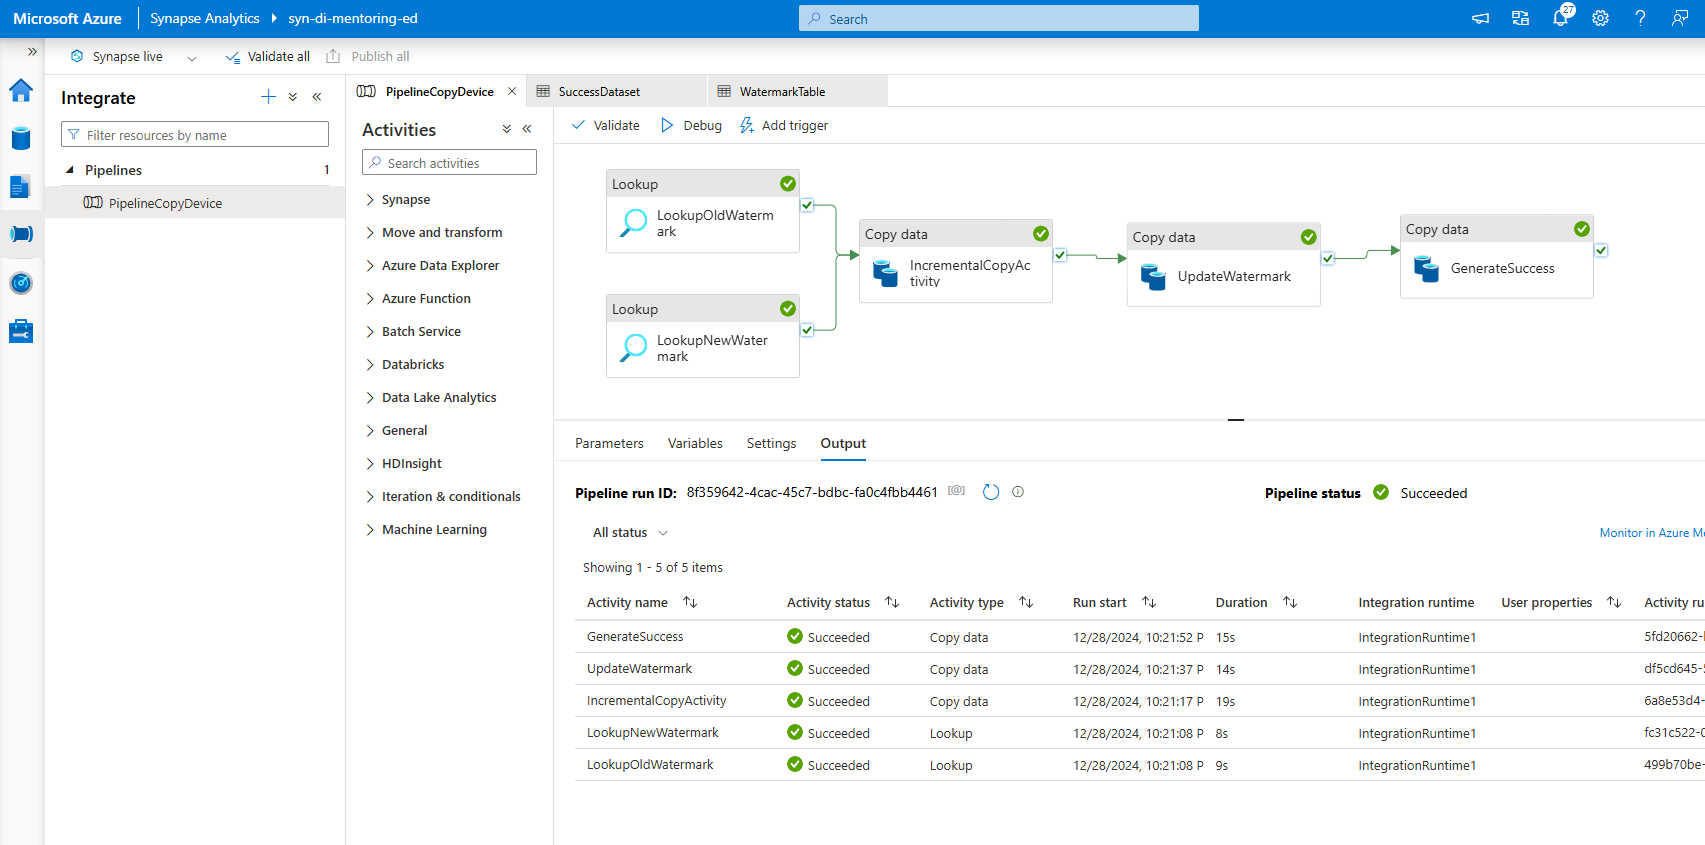 Microsoft Azure
Synapse Analytics
syn-di-mentoring-ed
Search
27
Synapse live
Validate all
Publish all
Integrate
Filter resources by name
Pipelines 1
PipelineCopyDevice
PipelineCopyDevice
SuccessDataset
WatermarkTable
Activities
Search activities
Synapse
Move and transform
Azure Data Explorer
Azure Function
Batch Service
Databricks
Data Lake Analytics
General
HDInsight
Iteration & conditionals
Machine Learning
Validate
Debug
Add trigger
Lookup
LookupOldWaterm
ark
Lookup
LookupNewWater
mark
Copy data
IncrementalCopyAc
tivity
Copy data
UpdateWatermark
Copy data
GenerateSuccess
Parameters
Variables
Settings
Output
Pipeline run ID: 8f359642-4cac-45c7-bdbc-fa0c4fbb4461 [@]
Pipeline status Succeeded
All status
Monitor in Azure M
Showing 1 - 5 of 5 items
Activity name Activity status Activity type Run start Duration Integration runtime User properties Activity ru
GenerateSuccess Succeeded Copy data 12/28/2024, 10:21:52 P 15s IntegrationRuntime1 5fd20662-
UpdateWatermark Succeeded Copy data 12/28/2024, 10:21:37 P 14s IntegrationRuntime1 df5cd645-
IncrementalCopyActivity Succeeded Copy data 12/28/2024, 10:21:17 P 19s IntegrationRuntime1 6a8e53d4-
LookupNewWatermark Succeeded Lookup 12/28/2024, 10:21:08 P 8s IntegrationRuntime1 fc31c522-
LookupOldWatermark Succeeded Lookup 12/28/2024, 10:21:08 P 9s IntegrationRuntime1 499b70be-